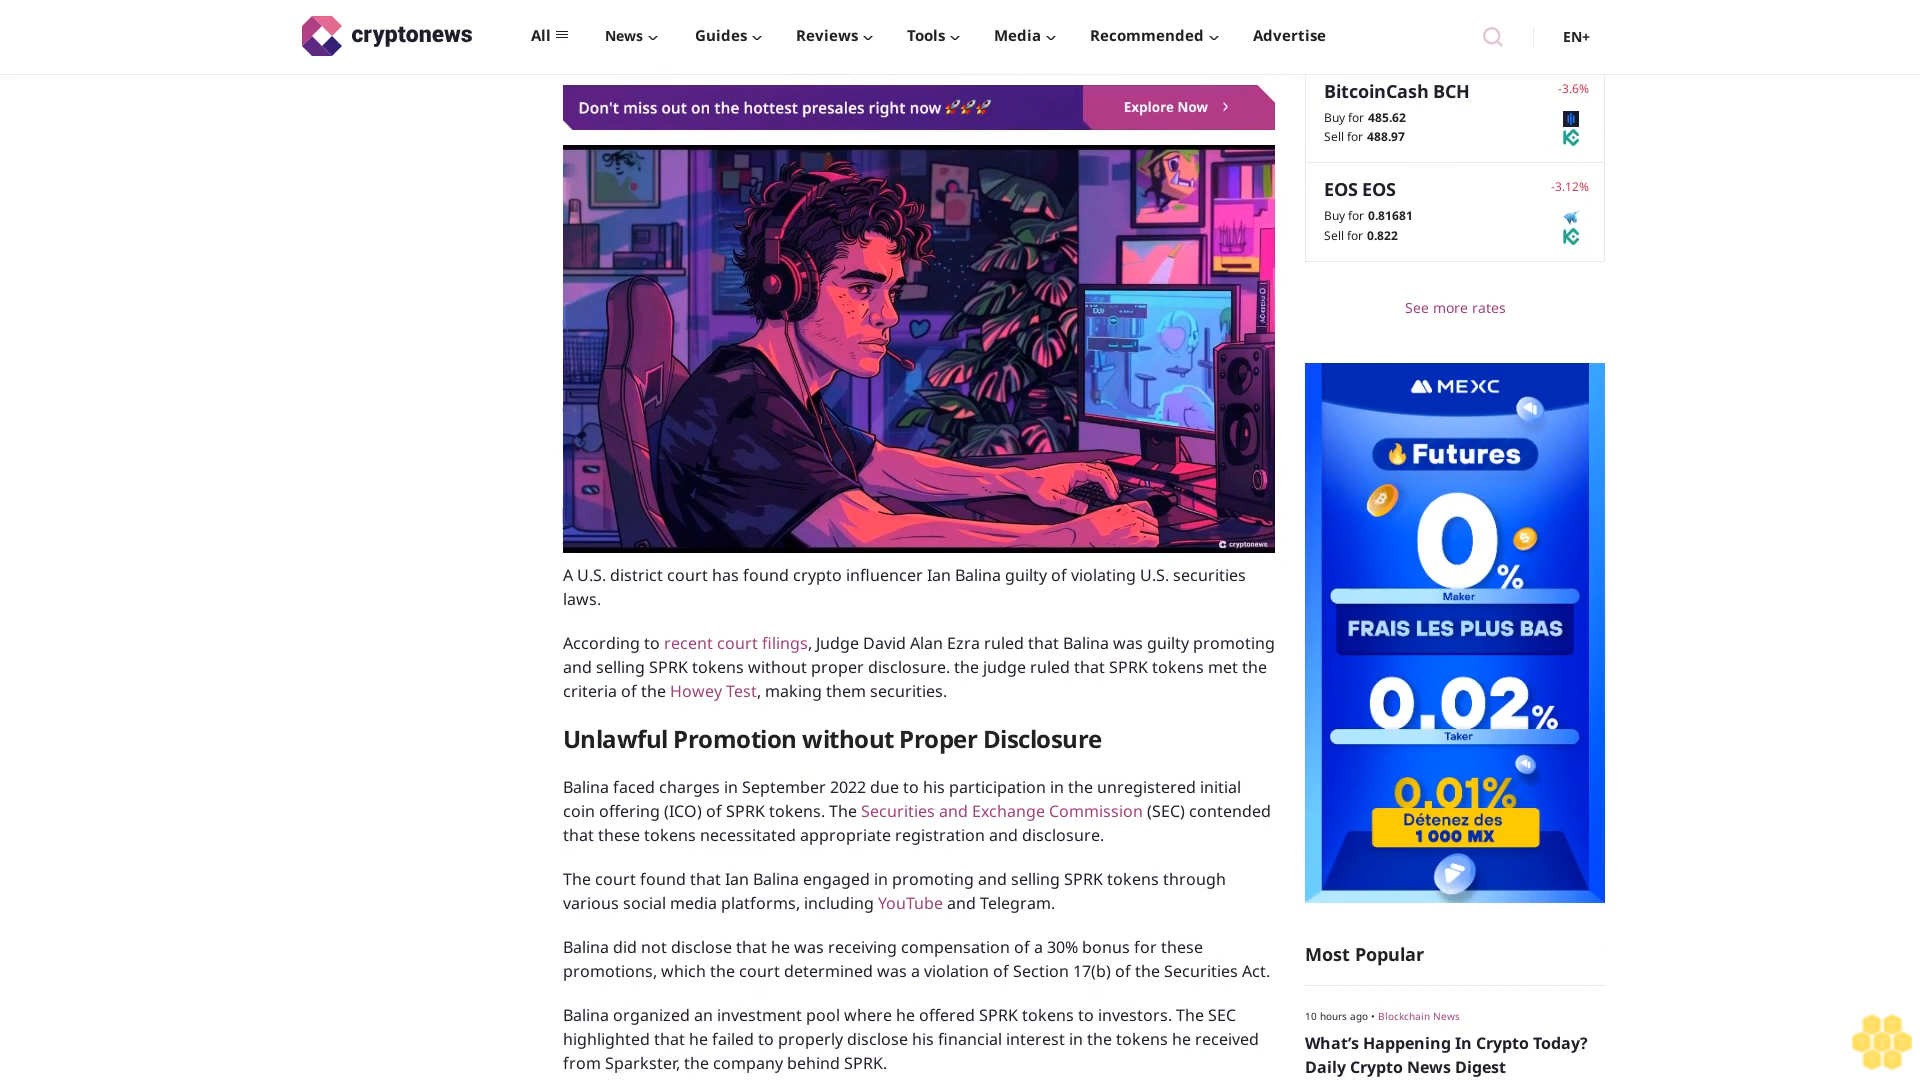 cryptonews
All
News
Guides
Reviews
Tools
Media
Recommended
Advertise
EN+
Don't miss out on the hottest presales right now 🚀🚀🚀
Explore Now
cryptonews
A U.S. district court has found crypto influencer Ian Balina guilty of violating U.S. securities
laws.
According to recent court filings, Judge David Alan Ezra ruled that Balina was guilty promoting
and selling SPRK tokens without proper disclosure. the judge ruled that SPRK tokens met the
criteria of the Howey Test, making them securities.
Unlawful Promotion without Proper Disclosure
Balina faced charges in September 2022 due to his participation in the unregistered initial
coin offering (ICO) of SPRK tokens. The Securities and Exchange Commission (SEC) contended
that these tokens necessitated appropriate registration and disclosure.
The court found that Ian Balina engaged in promoting and selling SPRK tokens through
various social media platforms, including YouTube and Telegram.
Balina did not disclose that he was receiving compensation of a 30% bonus for these
promotions, which the court determined was a violation of Section 17(b) of the Securities Act.
Balina organized an investment pool where he offered SPRK tokens to investors. The SEC
highlighted that he failed to properly disclose his financial interest in the tokens he received
from Sparkster, the company behind SPRK.
BitcoinCash BCH
-3.6%
Buy for 485.62
Sell for 488.97
EOS EOS
-3.12%
Buy for 0.81681
Sell for 0.822
See more rates
MEXC
🔥Futures
0%
Maker
FRAIS LES PLUS BAS
0.02%
Taker
0.01%
Détenez des
1 000 MX
Most Popular
10 hours ago • Blockchain News
What's Happening In Crypto Today?
Daily Crypto News Digest